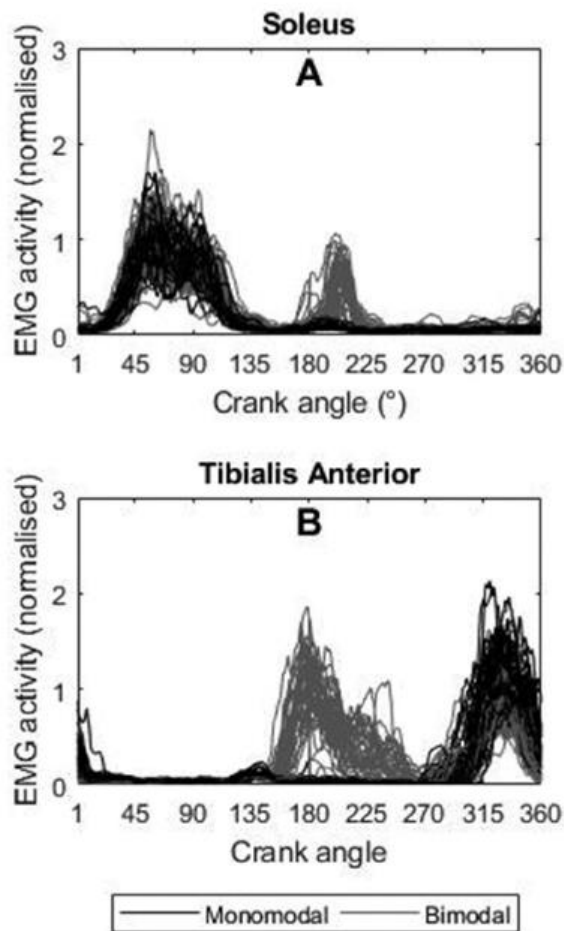 Soleus
A
EMG activity (normalised)
3
2
1
0
1 45 90 135 180 225 270 315 360
Crank angle (°)
Tibialis Anterior
B
EMG activity (normalised)
3
2
1
0
1 45 90 135 180 225 270 315 360
Crank angle
Monomodal Bimodal